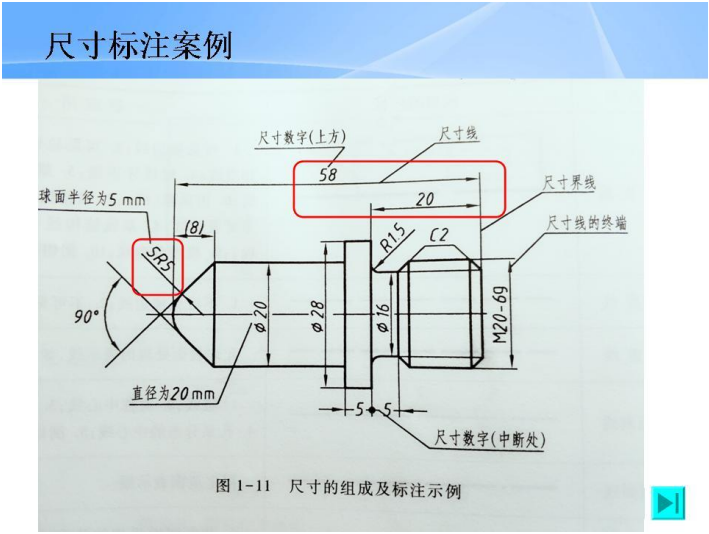 尺寸标注案例
尺寸数字(上方)
尺寸线
58
尺寸界线
球面半径为5 mm
20
尺寸线的终端
(8)
SR5
R1.5
C2
90°
φ20
φ28
φ16
M20-6g
直径为20 mm
5
5
尺寸数字(中断处)
图1-11 尺寸的组成及标注示例